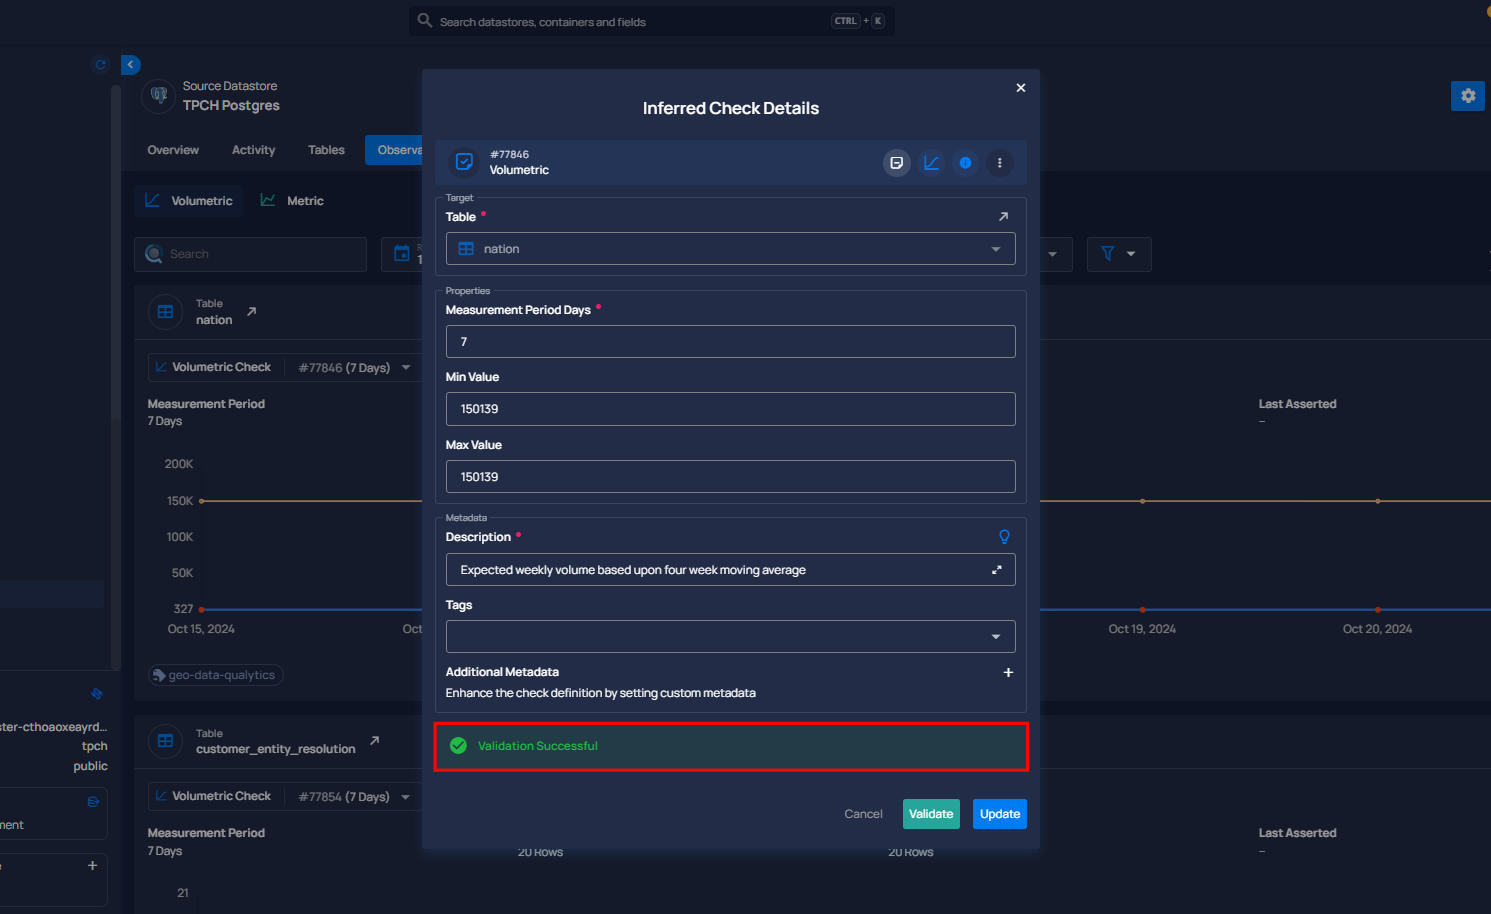 Search datastores, containers and fields
CTRL + K
Source Datastore
TPCH Postgres
Overview
Activity
Tables
Observa
Volumetric
Metric
Search
1
Table
nation
Volumetric Check
#77846 (7 Days)
Measurement Period
7 Days
Last Asserted
–
200K
150K
100K
50K
327
Oct 15, 2024
Oct
Oct 19, 2024
Oct 20, 2024
geo-data-qualytics
Table
customer_entity_resolution
Volumetric Check
#77854 (7 Days)
Measurement Period
7 Days
20 Rows
20 Rows
Last Asserted
–
21
ster-cthoaoxeayrd...
tpch
public
ment
+
Inferred Check Details
#77846
Volumetric
Target
Table
nation
Properties
Measurement Period Days
7
Min Value
150139
Max Value
150139
Metadata
Description
Expected weekly volume based upon four week moving average
Tags
Additional Metadata
+
Enhance the check definition by setting custom metadata
Validation Successful
Cancel
Validate
Update